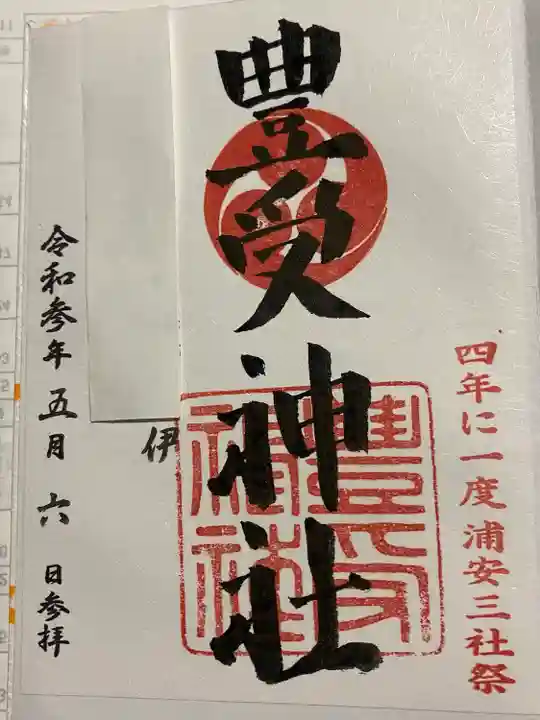 四年に一度浦安三社祭
豊受神社
豊受神社
伊
令和参年五月六日参拝